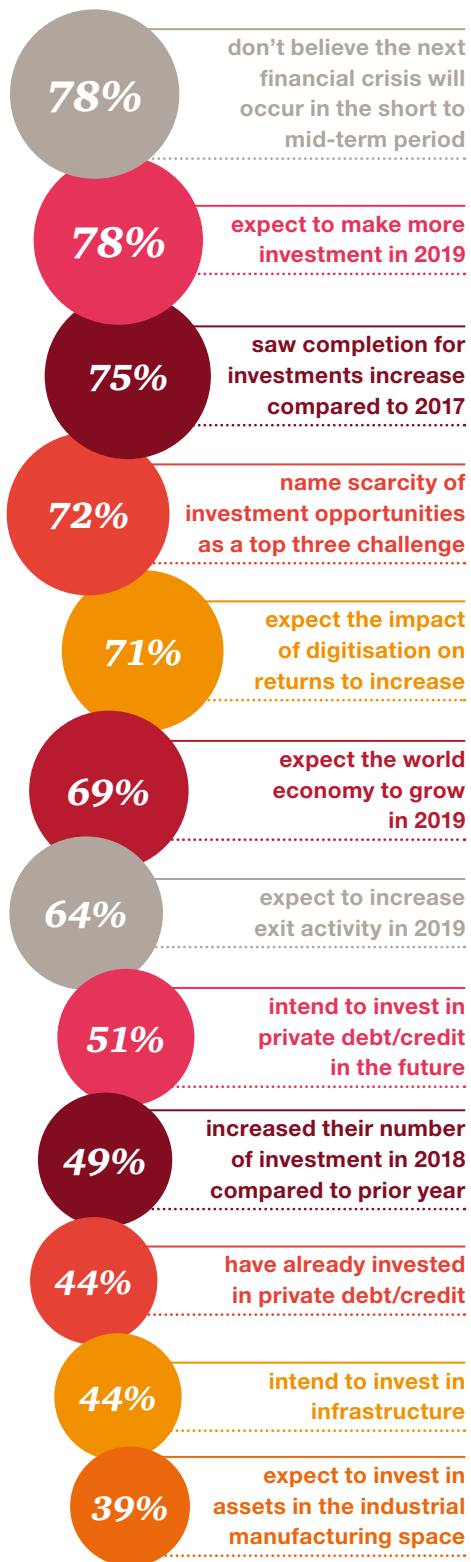 78%
don't believe the next
financial crisis will
occur in the short to
mid-term period
78%
expect to make more
investment in 2019
75%
saw completion for
investments increase
compared to 2017
72%
name scarcity of
investment opportunities
as a top three challenge
71%
expect the impact
of digitisation on
returns to increase
69%
expect the world
economy to grow
in 2019
64%
expect to increase
exit activity in 2019
51%
intend to invest in
private debt/credit
in the future
49%
increased their number
of investment in 2018
compared to prior year
44%
have already invested
in private debt/credit
44%
intend to invest in
infrastructure
39%
expect to invest in
assets in the industrial
manufacturing space